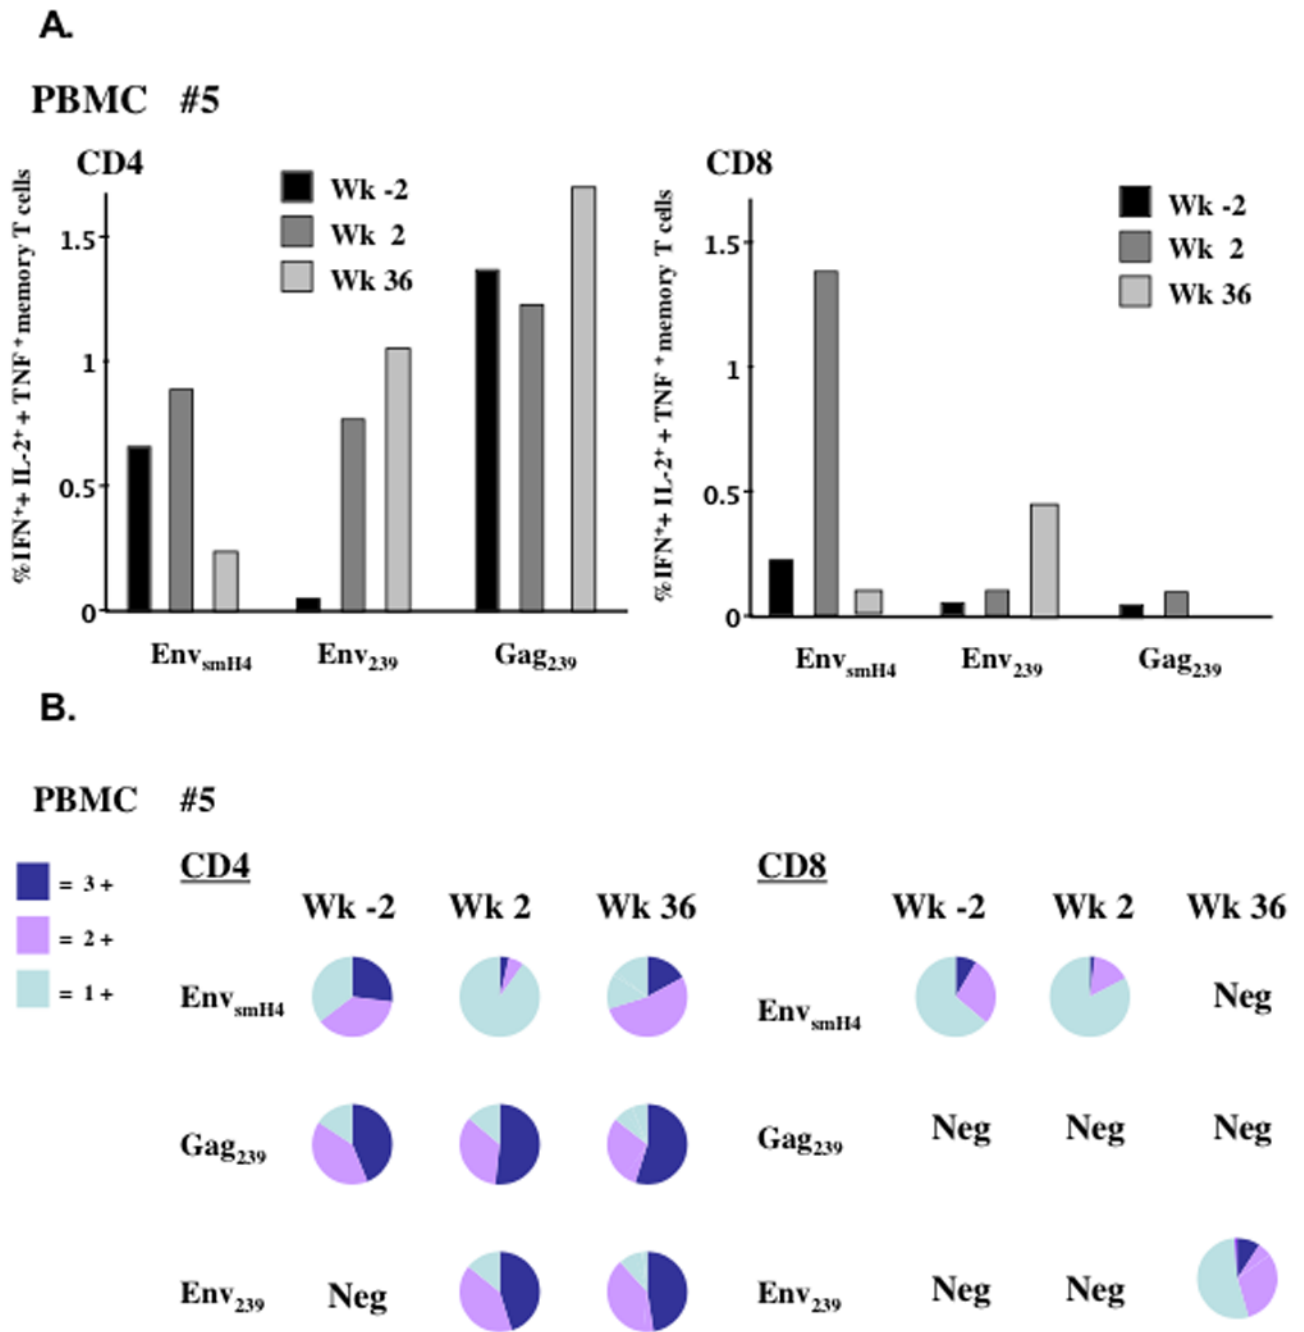 A.
PBMC #5
CD4
%IFN⁺+ IL-2⁺ + TNF⁺memory T cells
1.5
1
0.5
0
Wk -2
Wk 2
Wk 36
EnvsmH4 Env239 Gag239
CD8
%IFN⁺+ IL-2⁺ + TNF⁺memory T cells
1.5
1
0.5
0
Wk -2
Wk 2
Wk 36
EnvsmH4 Env239 Gag239
B.
PBMC #5
= 3+
= 2+
= 1+
CD4
Wk -2 Wk 2 Wk 36
EnvsmH4
Gag239
Env239 Neg
CD8
Wk -2 Wk 2 Wk 36
EnvsmH4 Neg
Gag239 Neg Neg Neg
Env239 Neg Neg